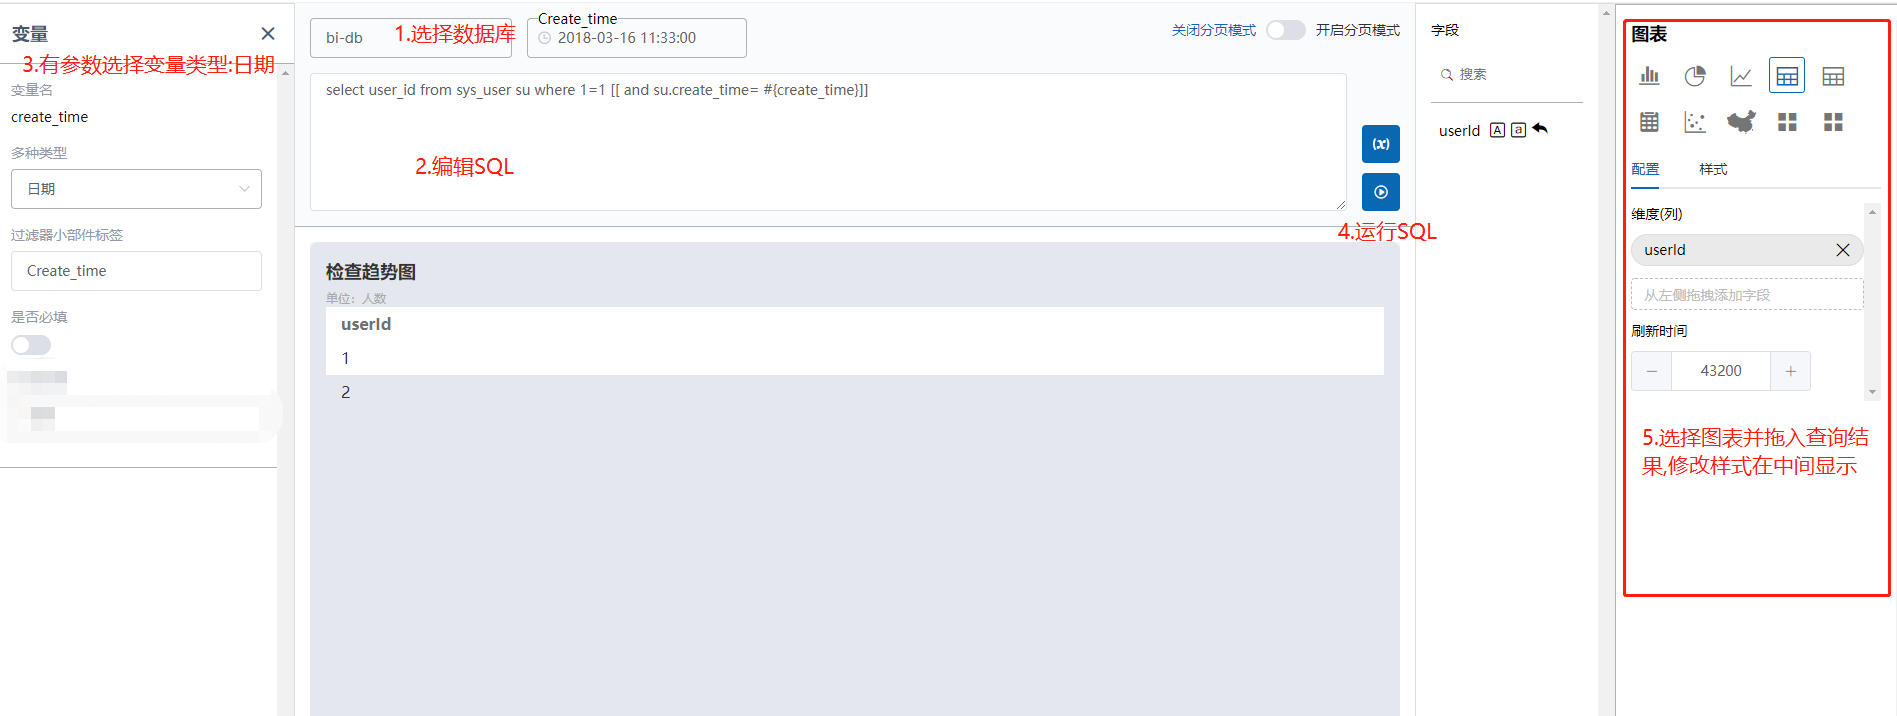 变量
3.有参数选择变量类型:日期
变量名
create_time
多种类型
日期
过滤器小部件标签
Create_time
是否必填
bi-db
1.选择数据库
Create_time
2018-03-16 11:33:00
关闭分页模式
开启分页模式
select user_id from sys_user su where 1=1 [[ and su.create_time= #{create_time}]]
2.编辑SQL
(x)
4.运行SQL
检查趋势图
单位：人数
userId
1
2
字段
搜索
userId
A
a
图表
配置
样式
维度(列)
userId
从左侧拖拽添加字段
刷新时间
43200
5.选择图表并拖入查询结
果,修改样式在中间显示